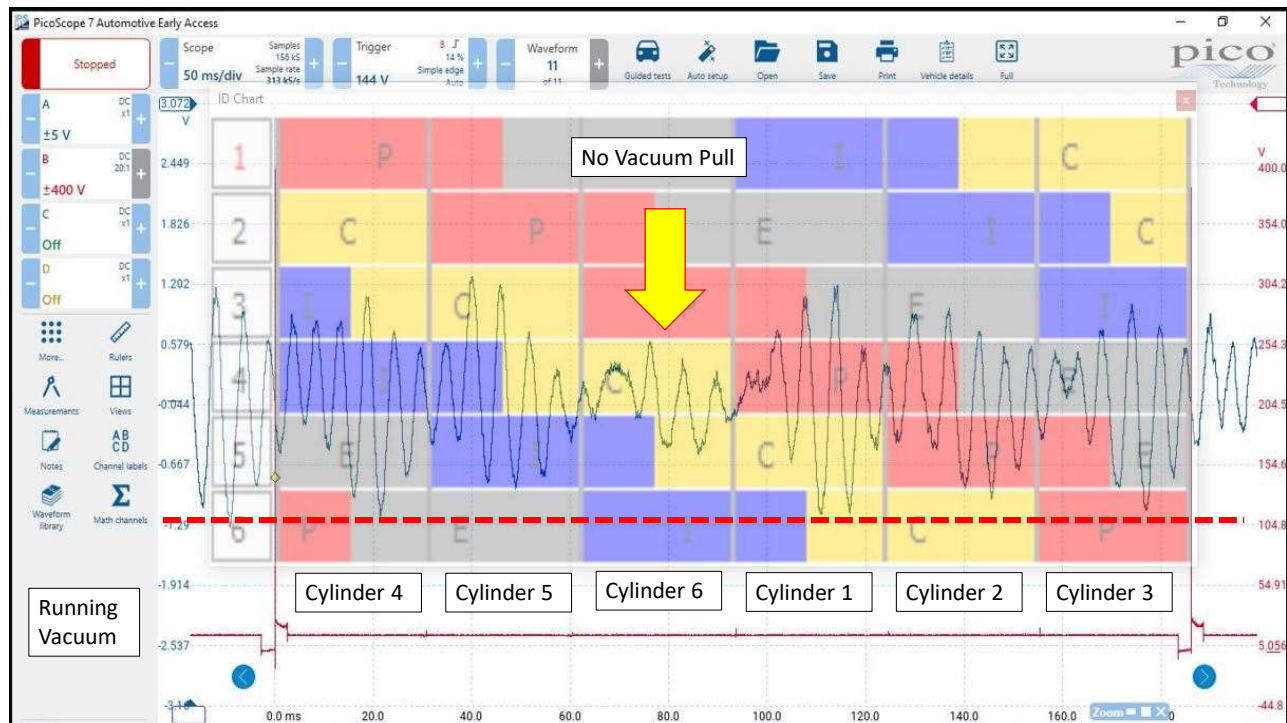 PicoScope 7 Automotive Early Access
Stopped
Scope
50 ms/div
Samples
156 kS
Sample rate
313 kS/s
Trigger
144 V
B
14 %
Simple edge
Auto
Waveform
11
of 11
Guided tests
Auto setup
Open
Save
Print
Vehicle details
Full
pico
Technology
A
DC
x1
±5 V
B
DC
20:1
±400 V
C
DC
x1
Off
D
DC
x1
Off
More...
Rulers
Measurements
Views
Notes
AB
CD
Channel labels
Waveform
library
Σ
Math channels
Running
Vacuum
ID Chart
x
3.072
V
2.449
1.826
1.202
0.579
-0.044
-0.667
-1.29
-1.914
-2.537
V
400.0
354.2
304.2
254.3
204.5
154.6
104.8
54.91
5.056
-44.8
No Vacuum Pull
1 P I C
2 C P E I C
3 I C E I
4 I C P E
5 E I C P E
6 P E I C P
Cylinder 4
Cylinder 5
Cylinder 6
Cylinder 1
Cylinder 2
Cylinder 3
0.0 ms
20.0
40.0
60.0
80.0
100.0
120.0
140.0
160.0
Zoom